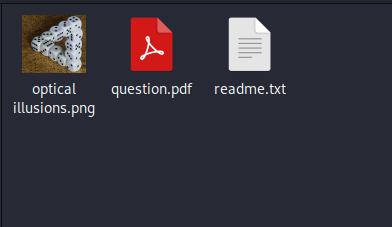 optical
illusions.png
question.pdf
readme.txt